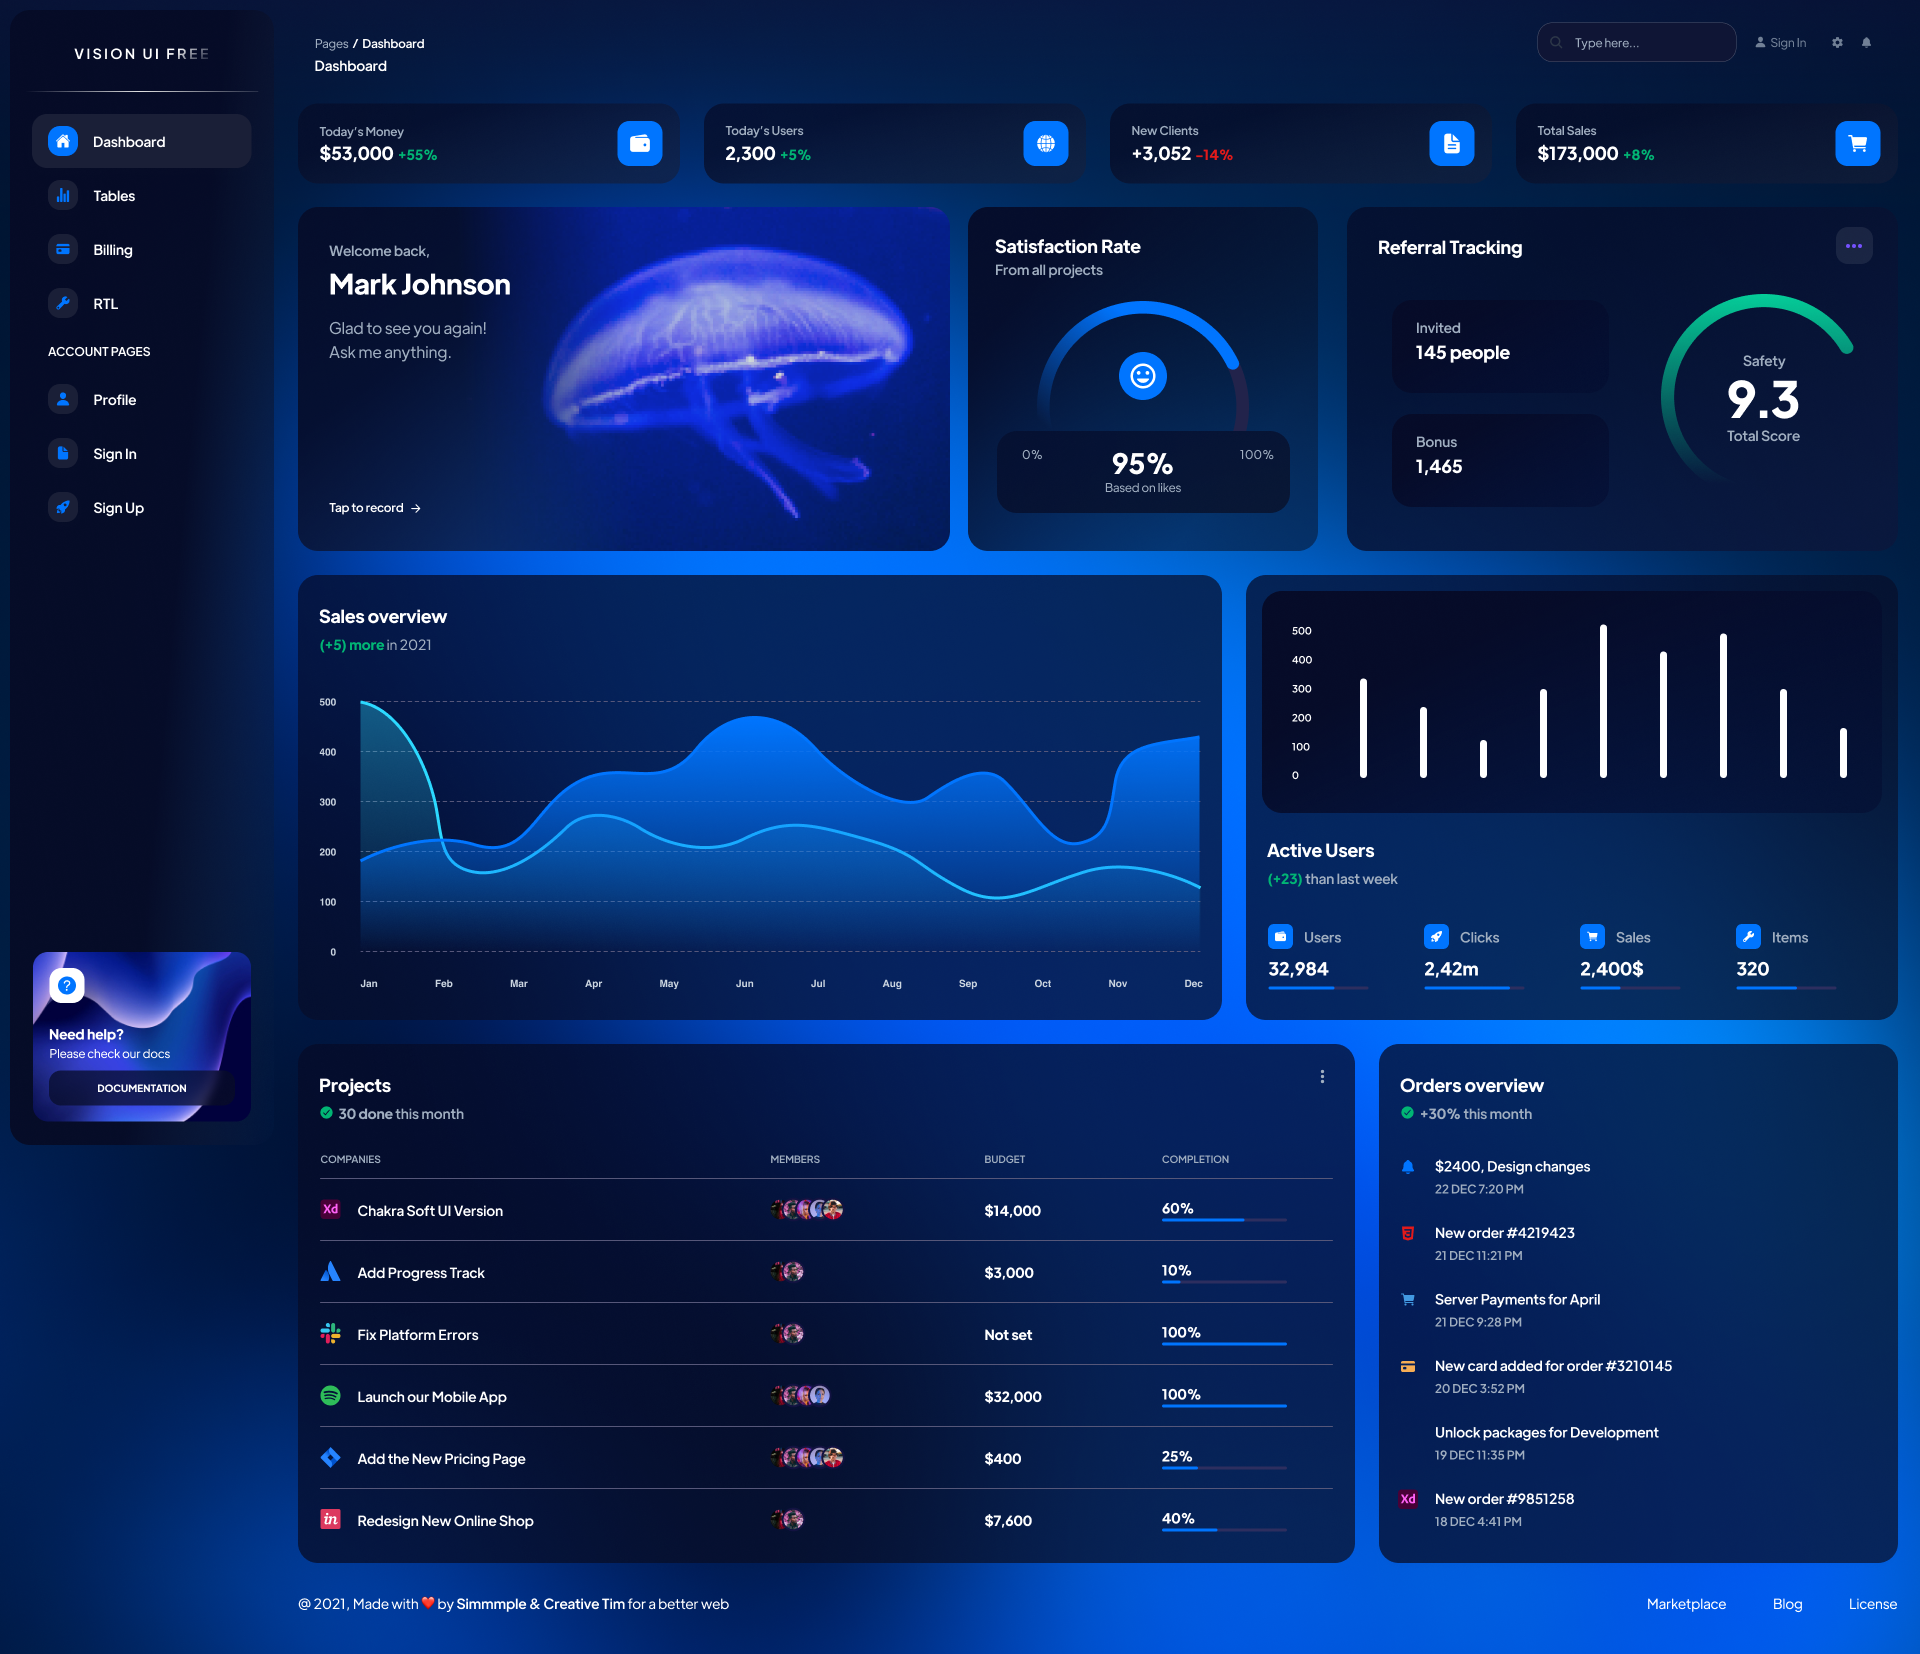 VISION UI FREE
Dashboard
Tables
Billing
RTL
ACCOUNT PAGES
Profile
Sign In
Sign Up
?
Need help?
Please check our docs
DOCUMENTATION
Pages / Dashboard
Dashboard
Type here...
Sign In
Today's Money
$53,000 +55%
Today's Users
2,300 +5%
New Clients
+3,052 -14%
Total Sales
$173,000 +8%
Welcome back,
Mark Johnson
Glad to see you again!
Ask me anything.
Tap to record →
Satisfaction Rate
From all projects
0%
95%
100%
Based on likes
Referral Tracking
Invited
145 people
Bonus
1,465
Safety
9.3
Total Score
Sales overview
(+5) more in 2021
500
400
300
200
100
0
Jan Feb Mar Apr May Jun Jul Aug Sep Oct Nov Dec
500
400
300
200
100
0
Active Users
(+23) than last week
Users
32,984
Clicks
2,42m
Sales
2,400$
Items
320
Projects
30 done this month
COMPANIES MEMBERS BUDGET COMPLETION
Xd Chakra Soft UI Version $14,000 60%
Add Progress Track $3,000 10%
Fix Platform Errors Not set 100%
Launch our Mobile App $32,000 100%
Add the New Pricing Page $400 25%
in Redesign New Online Shop $7,600 40%
Orders overview
+30% this month
$2400, Design changes
22 DEC 7:20 PM
New order #4219423
21 DEC 11:21 PM
Server Payments for April
21 DEC 9:28 PM
New card added for order #3210145
20 DEC 3:52 PM
Unlock packages for Development
19 DEC 11:35 PM
Xd New order #9851258
18 DEC 4:41 PM
@ 2021, Made with ❤️ by Simmmple & Creative Tim for a better web
Marketplace Blog License